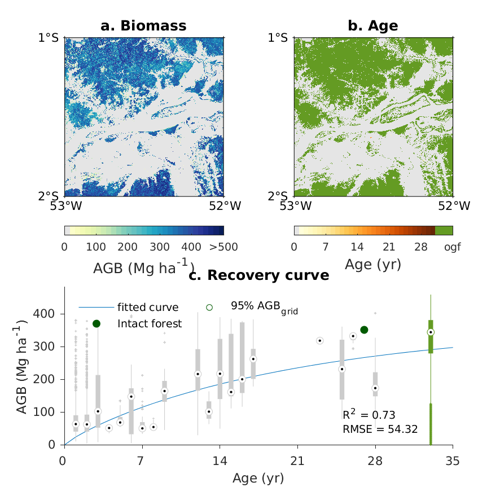 a. Biomass
b. Age
1°S
1°S
2°S
2°S
53°W
52°W
53°W
52°W
0 100 200 300 400 >500
0 7 14 21 28 ogf
AGB (Mg ha⁻¹)
Age (yr)
c. Recovery curve
fitted curve
95% AGB_grid
Intact forest
AGB (Mg ha⁻¹)
400
300
200
100
0
R² = 0.73
RMSE = 54.32
0 7 14 21 28 35
Age (yr)